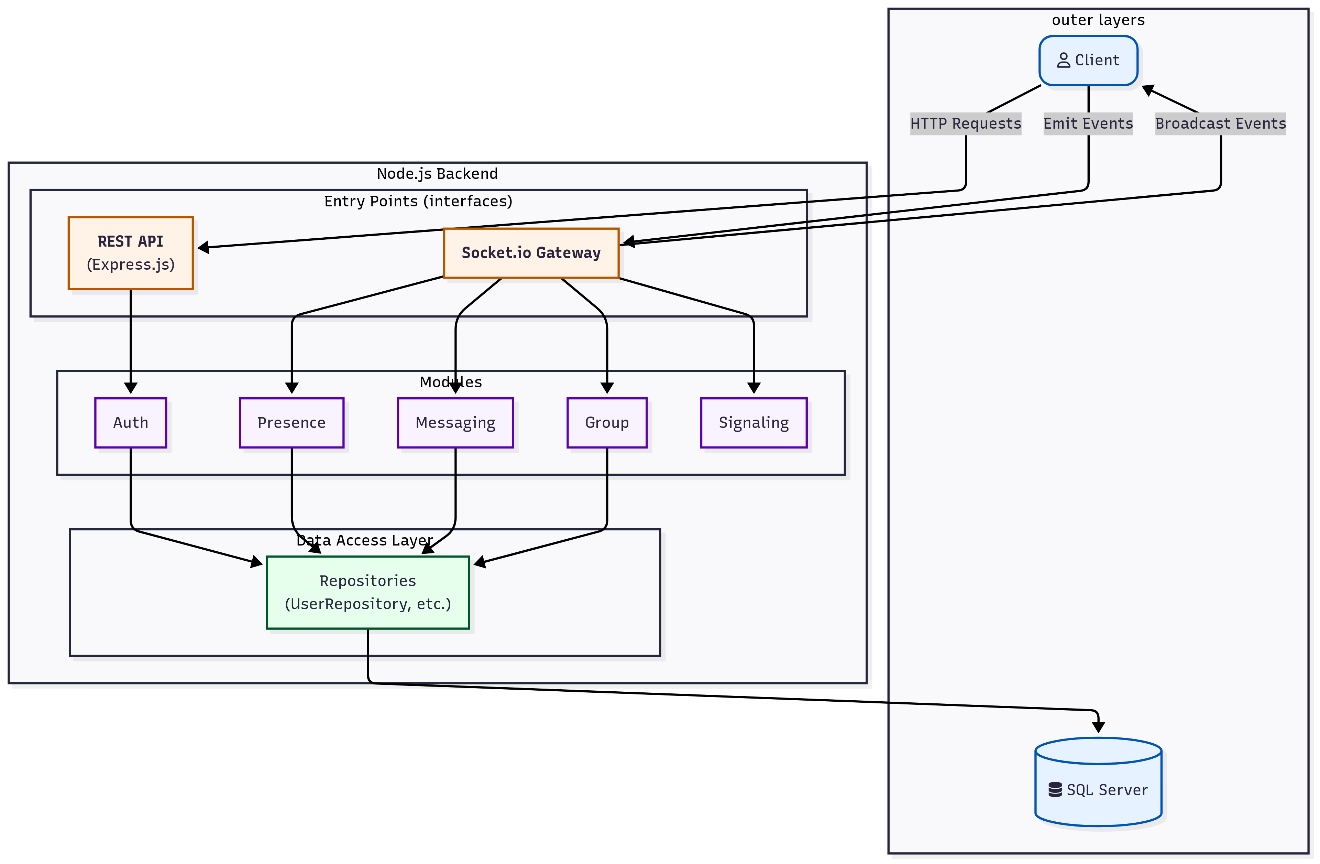 outer layers
Client
HTTP Requests
Emit Events
Broadcast Events
Node.js Backend
Entry Points (interfaces)
REST API
(Express.js)
Socket.io Gateway
Modules
Auth
Presence
Messaging
Group
Signaling
Data Access Layer
Repositories
(UserRepository, etc.)
SQL Server